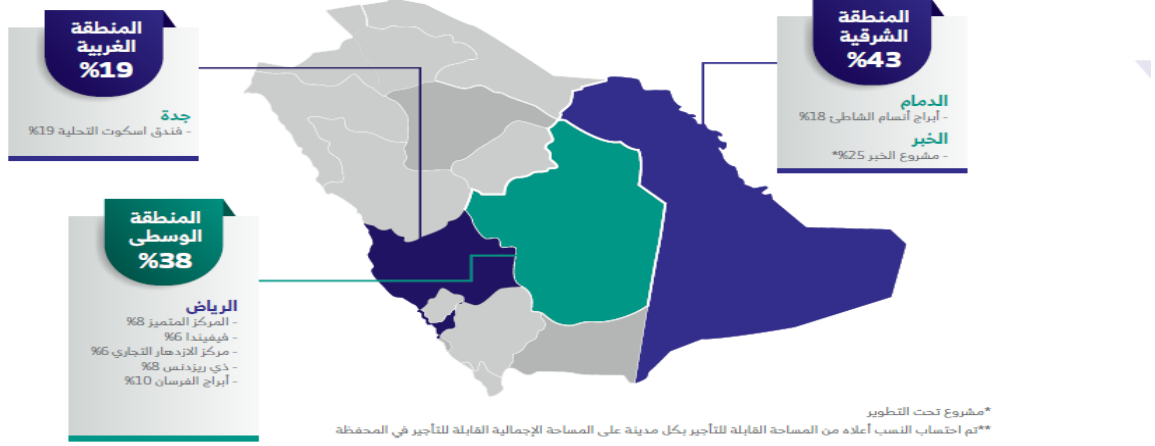 المنطقة
الشرقية
%43
الدمام
- أبراج أنسام الشاطئ 18%
الخبر
- مشروع الخبر 25%*
المنطقة
الغربية
%19
جدة
- فندق اسكوت التحلية 19%
المنطقة
الوسطى
%38
الرياض
- المركز المتميز 8%
- فيفيندا 6%
- مركز الازدهار التجاري 6%
- ذي ريزدنس 8%
- أبراج الفرسان 10%
*مشروع تحت التطوير
**تم احتساب النسب أعلاه من المساحة القابلة للتأجير بكل مدينة على المساحة الإجمالية القابلة للتأجير في المحفظة